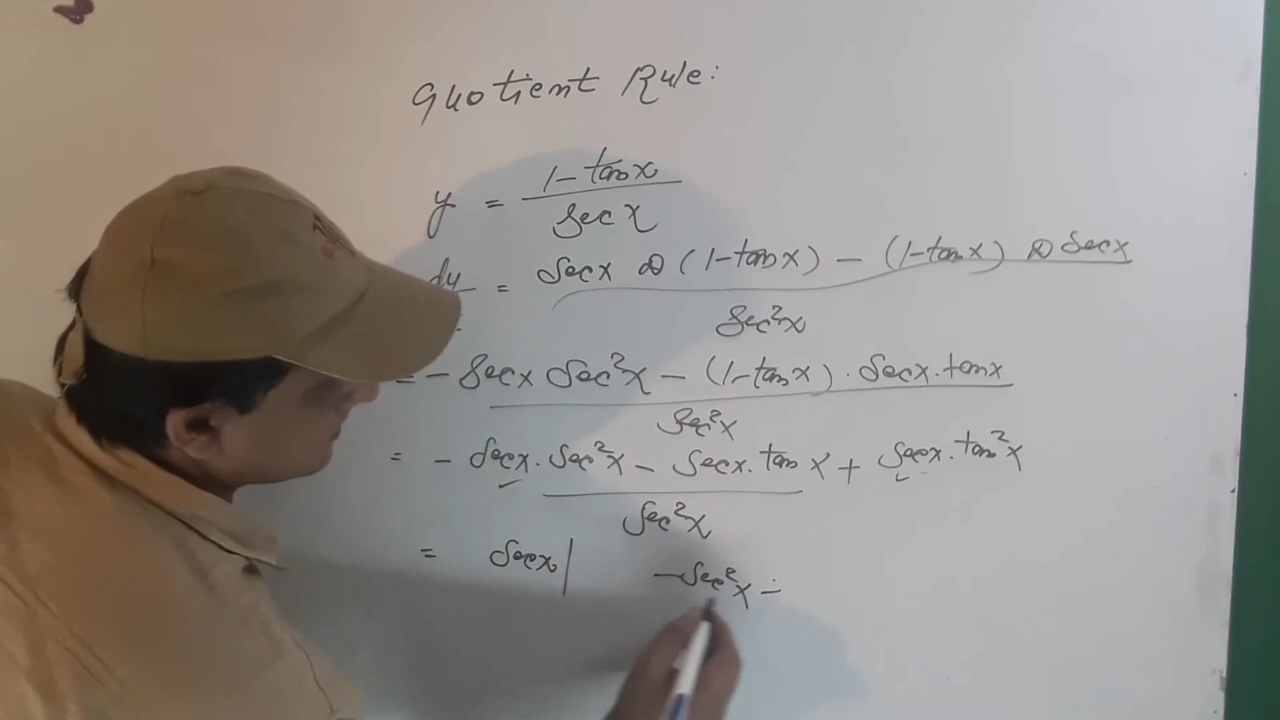 Quotient Rule:
y = 1-tanx / secx
dy = secx D (1-tanx) - (1-tanx) D secx / sec²x
= - secx sec²x - (1-tanx) . secx.tanx / sec²x
= - secx. sec²x - secx. tanx + secx. tan²x / sec²x
= secx| -sec²x -